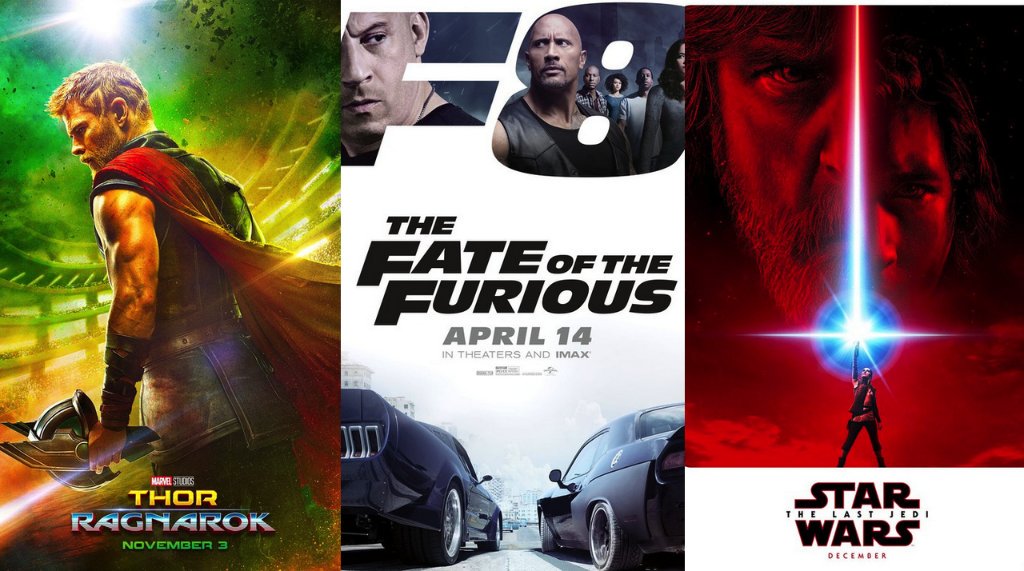 MARVEL STUDIOS
THOR
RAGNAROK
NOVEMBER 3
F8
THE
FATE OF THE
FURIOUS
APRIL 14
IN THEATERS AND IMAX
STAR
THE LAST JEDI
WARS
DECEMBER